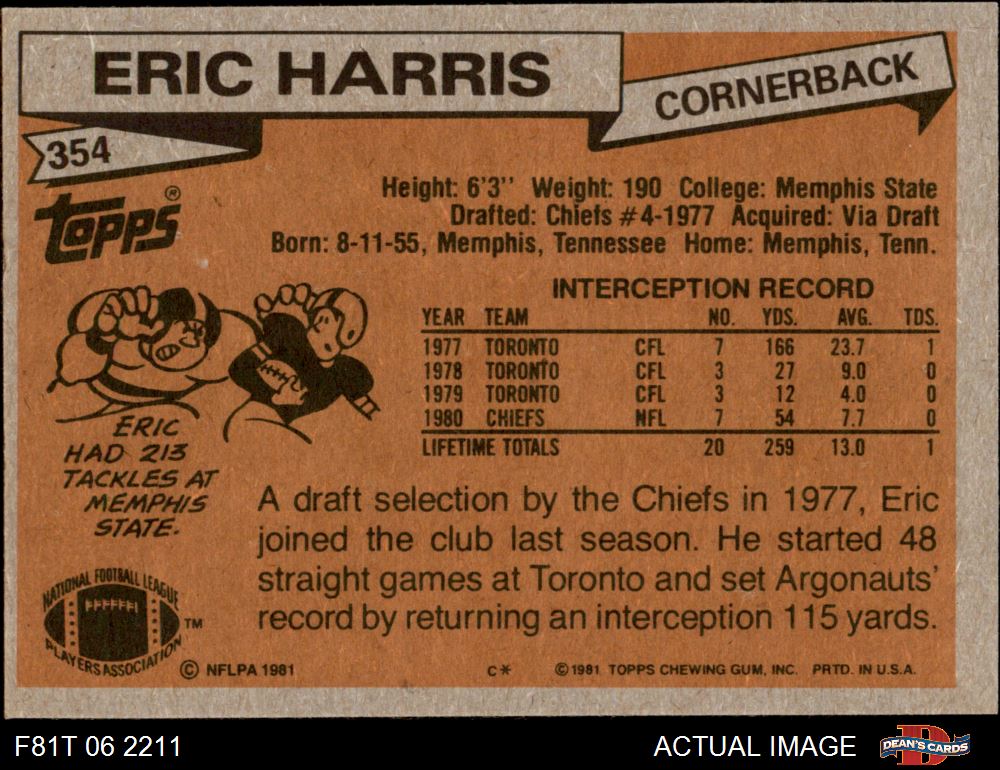 ERIC HARRIS
CORNERBACK
354
TOPPS®
Height: 6'3'' Weight: 190 College: Memphis State
Drafted: Chiefs #4-1977 Acquired: Via Draft
Born: 8-11-55, Memphis, Tennessee Home: Memphis, Tenn.
INTERCEPTION RECORD
YEAR TEAM NO. YDS. AVG. TDS.
1977 TORONTO CFL 7 166 23.7 1
1978 TORONTO CFL 3 27 9.0 0
1979 TORONTO CFL 3 12 4.0 0
1980 CHIEFS NFL 7 54 7.7 0
LIFETIME TOTALS 20 259 13.0 1
ERIC
HAD 213
TACKLES AT
MEMPHIS
STATE.
A draft selection by the Chiefs in 1977, Eric
joined the club last season. He started 48
straight games at Toronto and set Argonauts'
record by returning an interception 115 yards.
NATIONAL FOOTBALL LEAGUE
PLAYERS ASSOCIATION
TM
© NFLPA 1981
C*
© 1981 TOPPS CHEWING GUM, INC. PRTD. IN U.S.A.
F81T 06 2211
ACTUAL IMAGE
D
DEAN'S CARDS